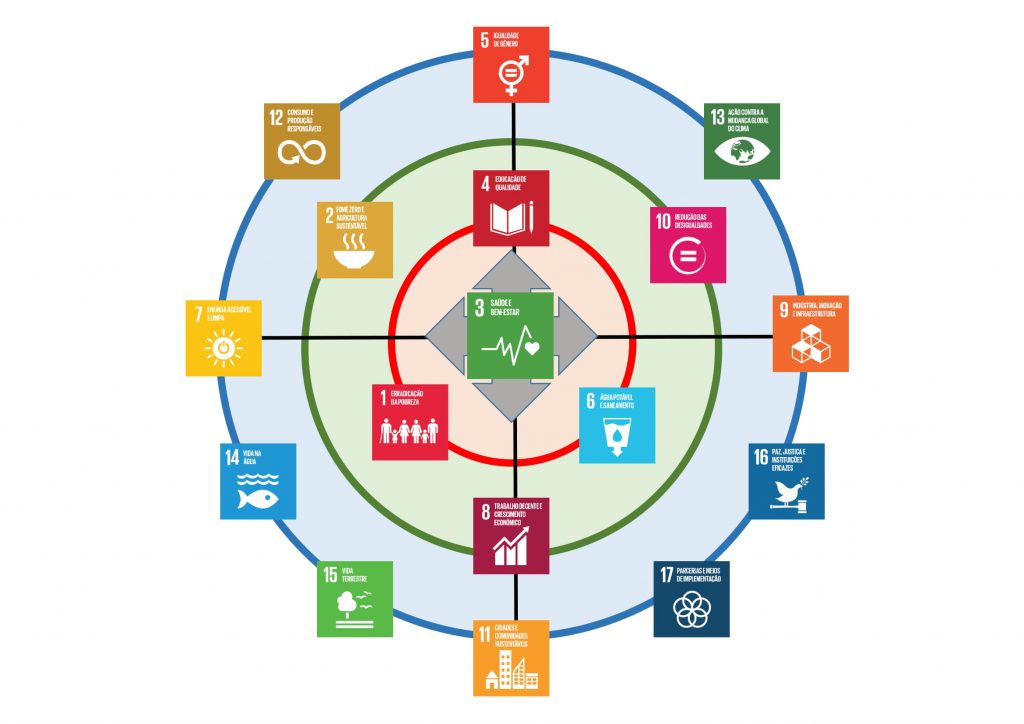 5 IGUALDADE
DE GÊNERO
12 CONSUMO E
PRODUÇÃO
RESPONSÁVEIS
13 AÇÃO CONTRA A
MUDANÇA GLOBAL
DO CLIMA
4 EDUCAÇÃO DE
QUALIDADE
2 FOME ZERO E
AGRICULTURA
SUSTENTÁVEL
10 REDUÇÃO DAS
DESIGUALDADES
7 ENERGIA ACESSÍVEL
E LIMPA
3 SAÚDE E
BEM-ESTAR
9 INDÚSTRIA, INOVAÇÃO
E INFRAESTRUTURA
1 ERRADICAÇÃO
DA POBREZA
6 ÁGUA POTÁVEL
E SANEAMENTO
14 VIDA NA
ÁGUA
16 PAZ, JUSTIÇA E
INSTITUIÇÕES
EFICAZES
8 TRABALHO DECENTE E
CRESCIMENTO
ECONÔMICO
15 VIDA
TERRESTRE
17 PARCERIAS E MEIOS
DE IMPLEMENTAÇÃO
11 CIDADES E
COMUNIDADES
SUSTENTÁVEIS